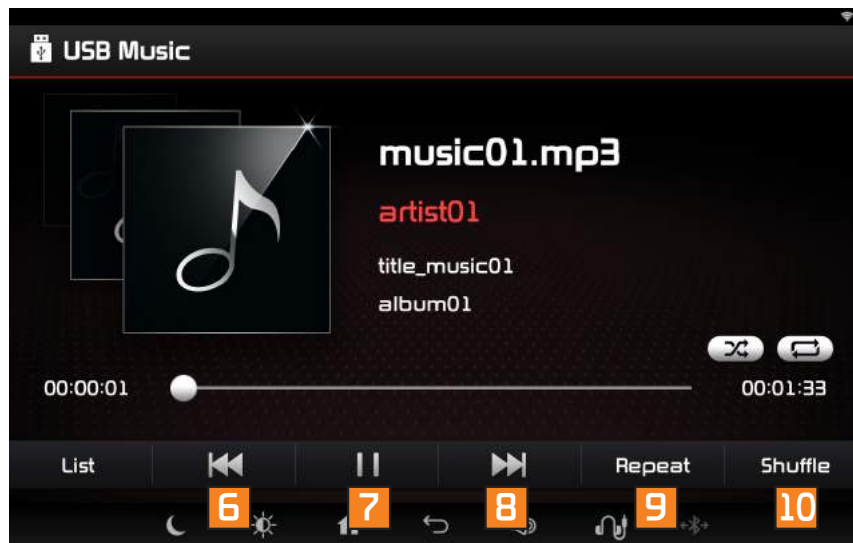 USB Music
music01.mp3
artist01
title_music01
album01
00:00:01 00:01:33
List Repeat Shuffle
6 7 8 9 10